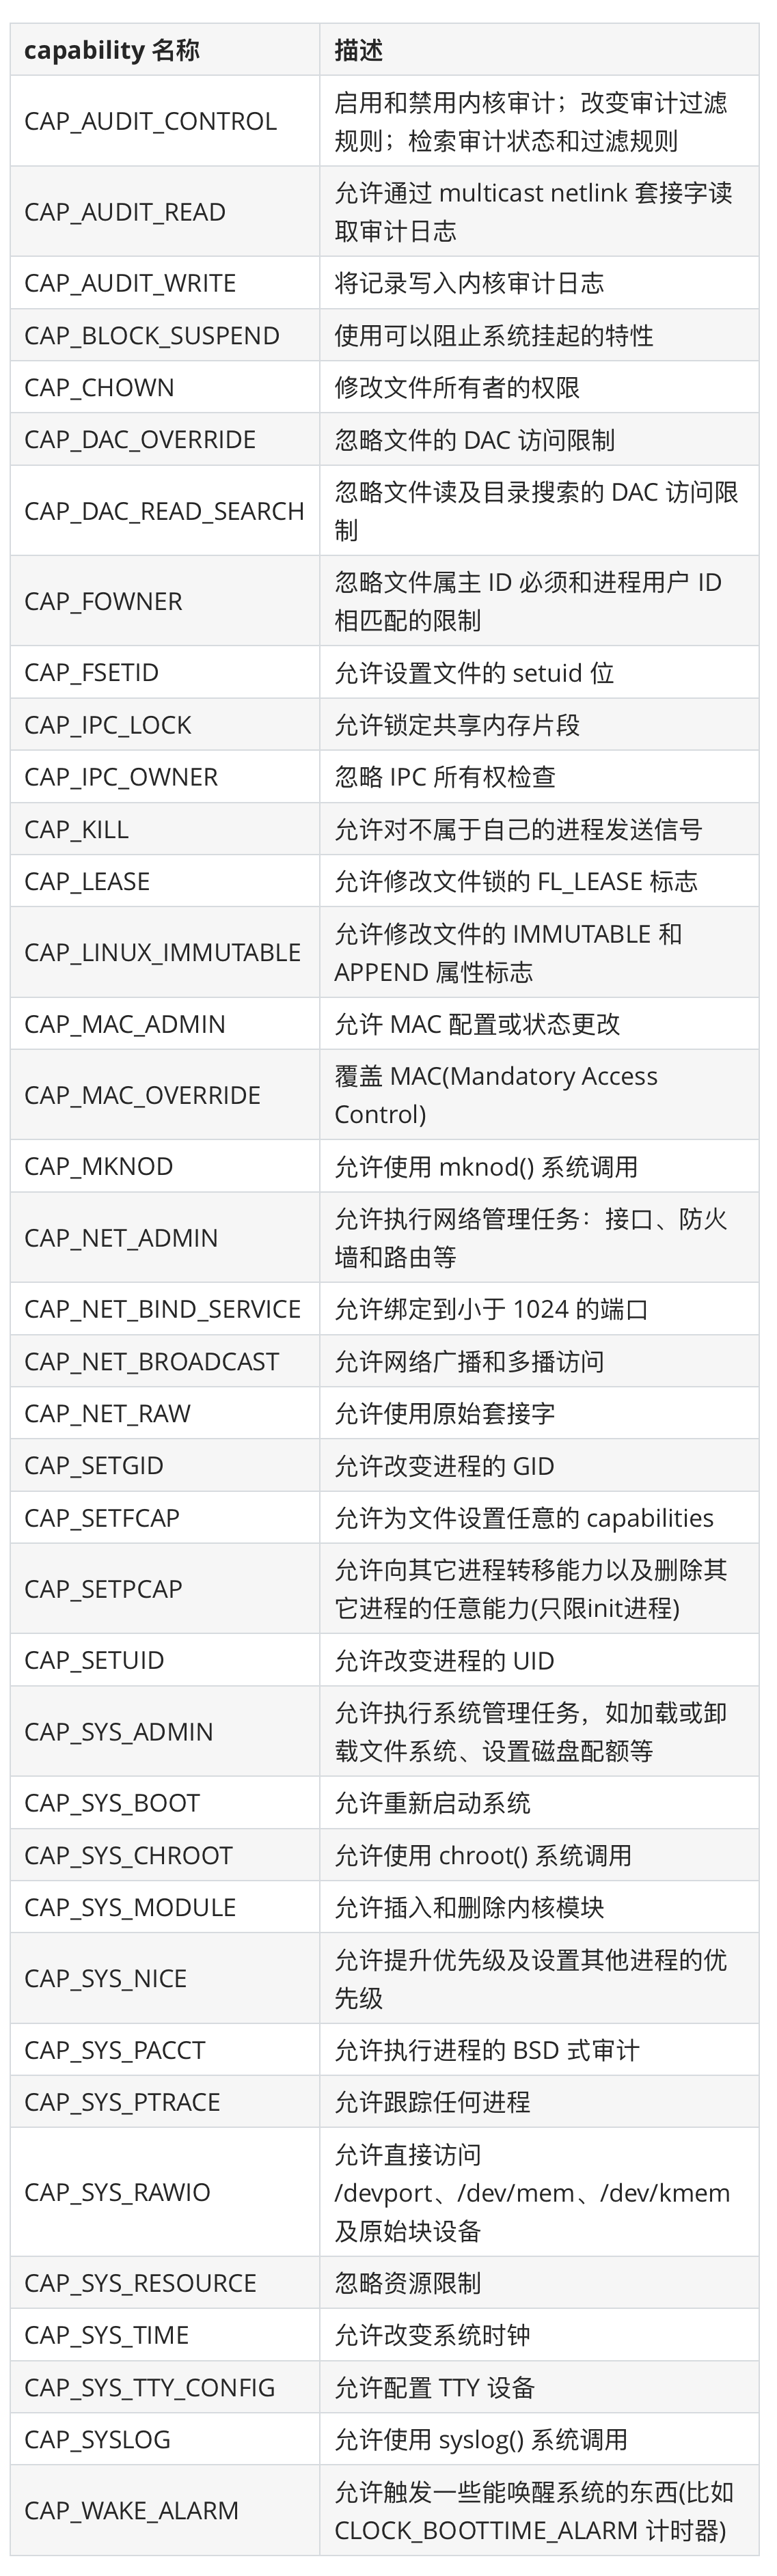 capability 名称 描述
CAP_AUDIT_CONTROL 启用和禁用内核审计；改变审计过滤
规则；检索审计状态和过滤规则
CAP_AUDIT_READ 允许通过 multicast netlink 套接字读
取审计日志
CAP_AUDIT_WRITE 将记录写入内核审计日志
CAP_BLOCK_SUSPEND 使用可以阻止系统挂起的特性
CAP_CHOWN 修改文件所有者的权限
CAP_DAC_OVERRIDE 忽略文件的 DAC 访问限制
CAP_DAC_READ_SEARCH 忽略文件读及目录搜索的 DAC 访问限
制
CAP_FOWNER 忽略文件属主 ID 必须和进程用户 ID
相匹配的限制
CAP_FSETID 允许设置文件的 setuid 位
CAP_IPC_LOCK 允许锁定共享内存片段
CAP_IPC_OWNER 忽略 IPC 所有权检查
CAP_KILL 允许对不属于自己的进程发送信号
CAP_LEASE 允许修改文件锁的 FL_LEASE 标志
CAP_LINUX_IMMUTABLE 允许修改文件的 IMMUTABLE 和
APPEND 属性标志
CAP_MAC_ADMIN 允许 MAC 配置或状态更改
CAP_MAC_OVERRIDE 覆盖 MAC(Mandatory Access
Control)
CAP_MKNOD 允许使用 mknod() 系统调用
CAP_NET_ADMIN 允许执行网络管理任务：接口、防火
墙和路由等
CAP_NET_BIND_SERVICE 允许绑定到小于 1024 的端口
CAP_NET_BROADCAST 允许网络广播和多播访问
CAP_NET_RAW 允许使用原始套接字
CAP_SETGID 允许改变进程的 GID
CAP_SETFCAP 允许为文件设置任意的 capabilities
CAP_SETPCAP 允许向其它进程转移能力以及删除其
它进程的任意能力(只限init进程)
CAP_SETUID 允许改变进程的 UID
CAP_SYS_ADMIN 允许执行系统管理任务，如加载或卸
载文件系统、设置磁盘配额等
CAP_SYS_BOOT 允许重新启动系统
CAP_SYS_CHROOT 允许使用 chroot() 系统调用
CAP_SYS_MODULE 允许插入和删除内核模块
CAP_SYS_NICE 允许提升优先级及设置其他进程的优
先级
CAP_SYS_PACCT 允许执行进程的 BSD 式审计
CAP_SYS_PTRACE 允许跟踪任何进程
CAP_SYS_RAWIO 允许直接访问
/devport、/dev/mem、/dev/kmem
及原始块设备
CAP_SYS_RESOURCE 忽略资源限制
CAP_SYS_TIME 允许改变系统时钟
CAP_SYS_TTY_CONFIG 允许配置 TTY 设备
CAP_SYSLOG 允许使用 syslog() 系统调用
CAP_WAKE_ALARM 允许触发一些能唤醒系统的东西(比如
CLOCK_BOOTTIME_ALARM 计时器)